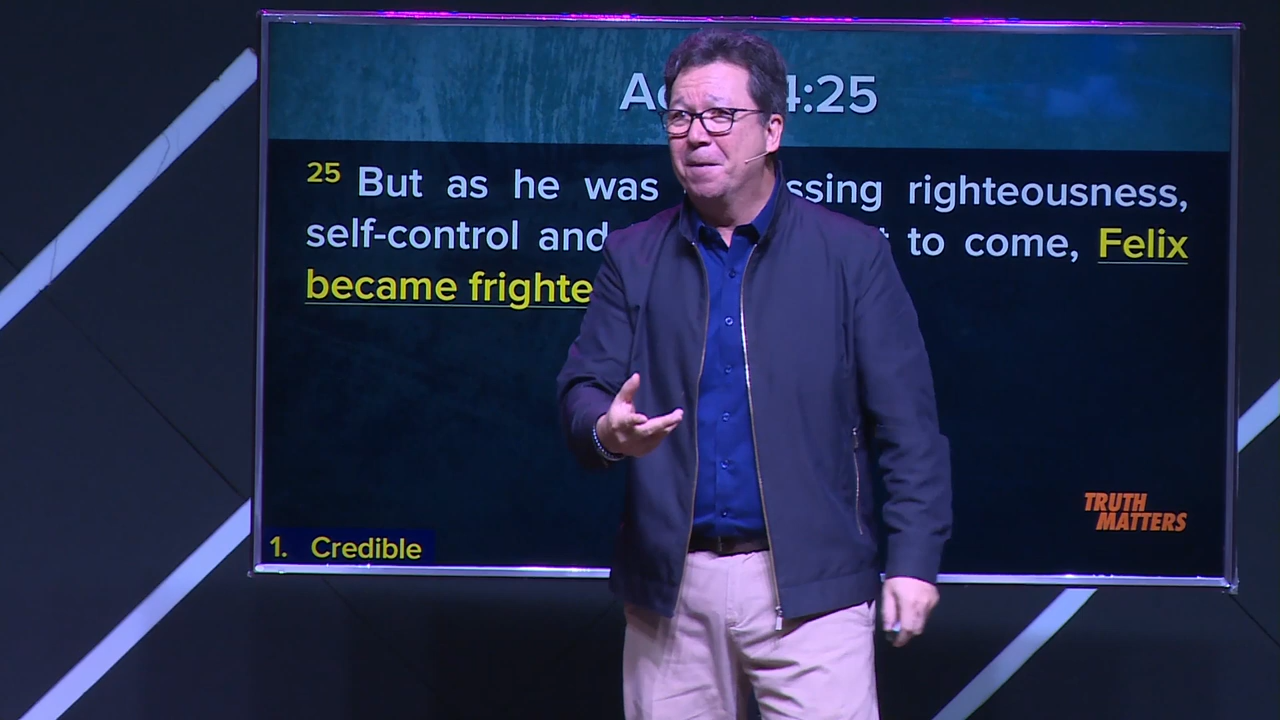 Ac 4:25
25 But as he was ssing righteousness,
self-control and t to come, Felix
became frighte
TRUTH
MATTERS
1. Credible